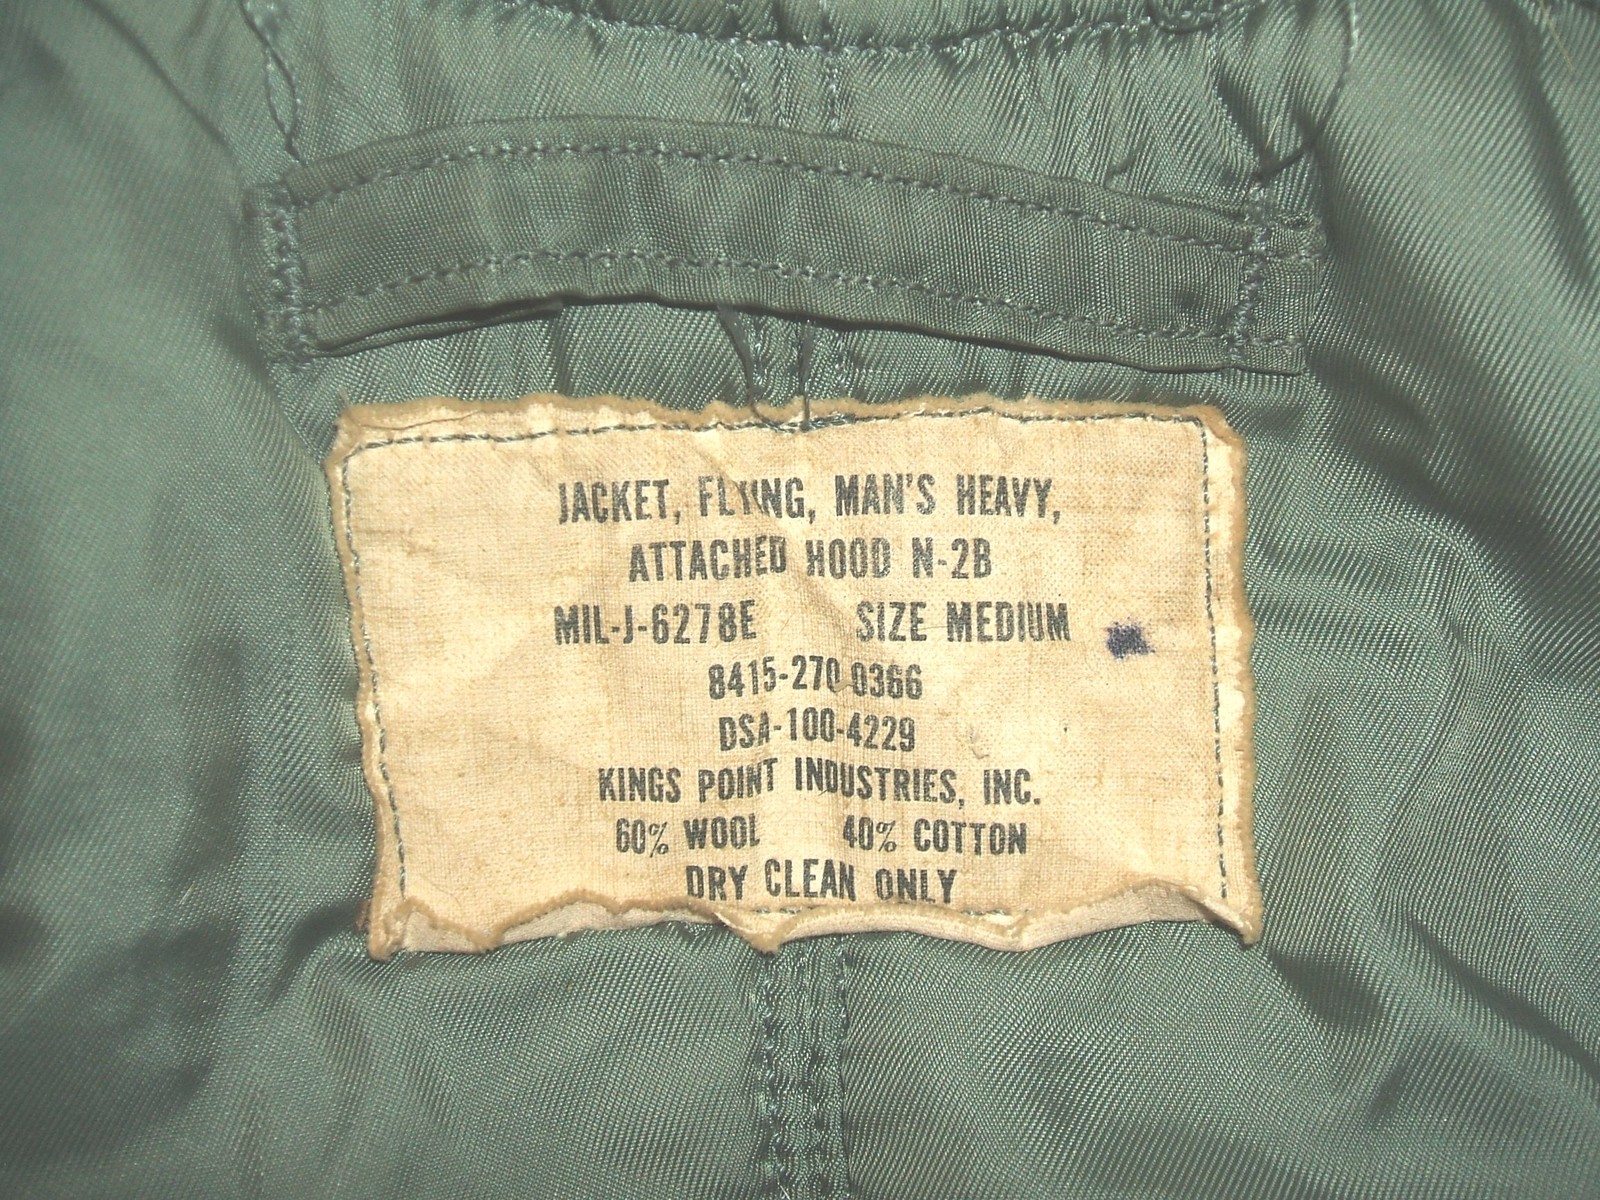 JACKET, FLYING, MAN'S HEAVY,
ATTACHED HOOD N-2B
MIL-J-6278E SIZE MEDIUM
8415-270-0366
DSA-100-4229
KINGS POINT INDUSTRIES, INC.
60% WOOL 40% COTTON
DRY CLEAN ONLY